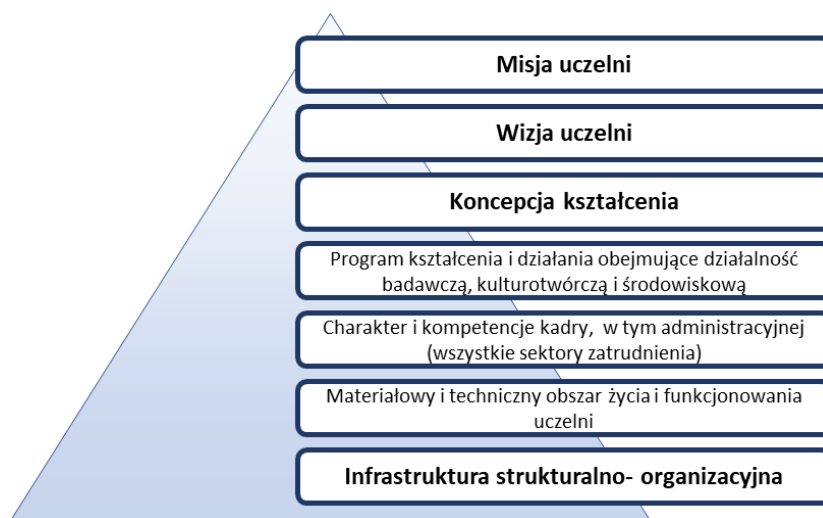 Misja uczelni
Wizja uczelni
Koncepcja kształcenia
Program kształcenia i działania obejmujące działalność
badawczą, kulturotwórczą i środowiskową
Charakter i kompetencje kadry, w tym administracyjnej
(wszystkie sektory zatrudnienia)
Materiałowy i techniczny obszar życia i funkcjonowania
uczelni
Infrastruktura strukturalno- organizacyjna